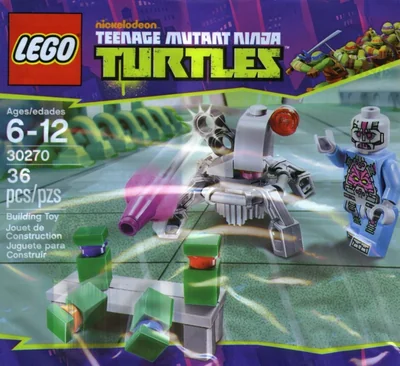 LEGO
nickelodeon
TEENAGE MUTANT NINJA
TURTLES
Ages/edades
6-12
30270
36
pcs/pzs
Building Toy
Jouet de
Construction
Juguete para
Construir